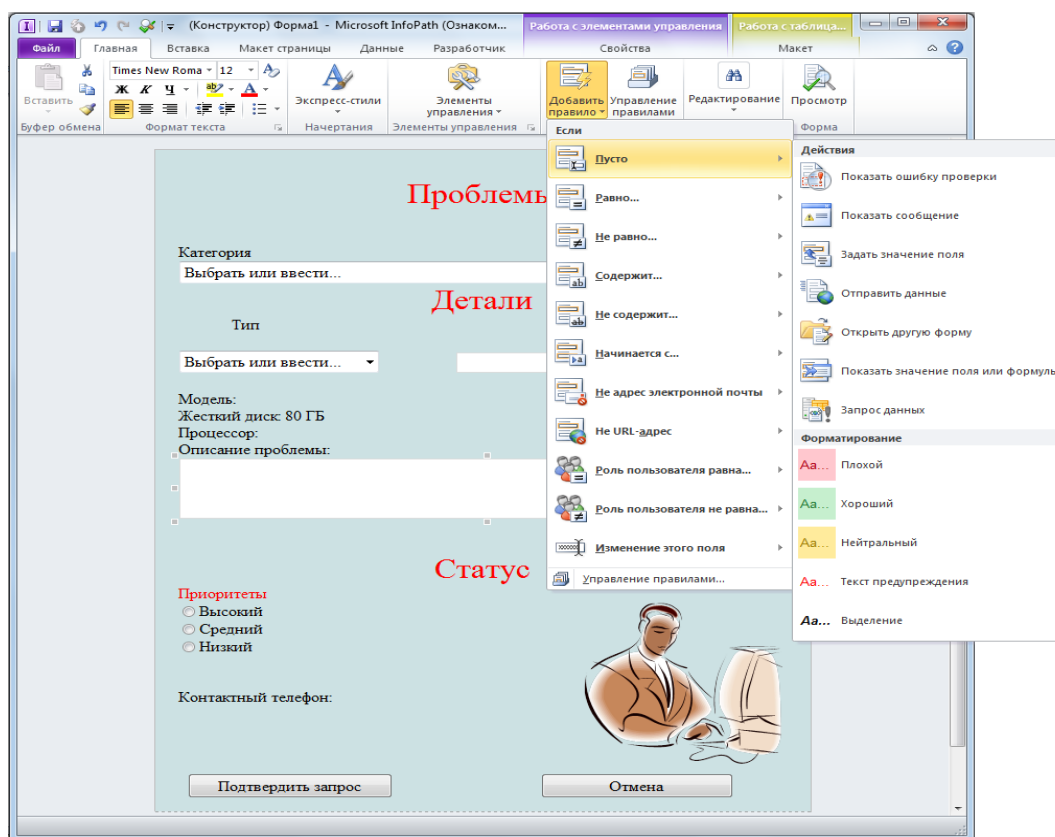 (Конструктор) Форма1 - Microsoft InfoPath (Ознаком...
Работа с элементами управления
Работа с таблица...
Файл
Главная
Вставка
Макет страницы
Данные
Разработчик
Свойства
Макет
Вставить
Буфер обмена
Times New Roma
12
Ж К Ч
Формат текста
Экспресс-стили
Начертания
Элементы управления
Элементы управления
Добавить правило
Управление правилами
Редактирование
Просмотр
Форма
Если
Пусто
Равно...
Не равно...
Содержит...
Не содержит...
Начинается с...
Не адрес электронной почты
Не URL-адрес
Роль пользователя равна...
Роль пользователя не равна...
Изменение этого поля
Управление правилами...
Действия
Показать ошибку проверки
Показать сообщение
Задать значение поля
Отправить данные
Открыть другую форму
Показать значение поля или формулы
Запрос данных
Форматирование
Aa... Плохой
Aa... Хороший
Aa... Нейтральный
Aa... Текст предупреждения
Aa... Выделение
Проблемы
Категория
Выбрать или ввести...
Детали
Тип
Выбрать или ввести...
Модель:
Жесткий диск: 80 ГБ
Процессор:
Описание проблемы:
Статус
Приоритеты
Высокий
Средний
Низкий
Контактный телефон:
Подтвердить запрос
Отмена